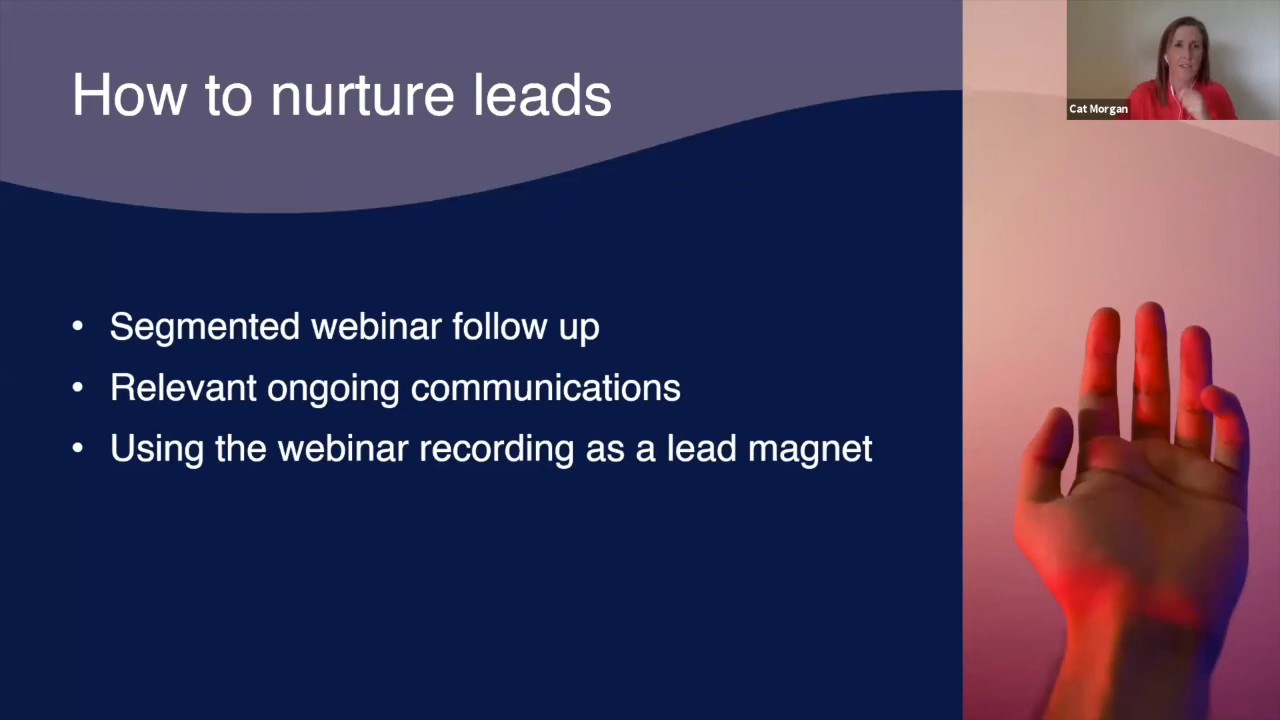 How to nurture leads
Cat Morgan
• Segmented webinar follow up
• Relevant ongoing communications
• Using the webinar recording as a lead magnet